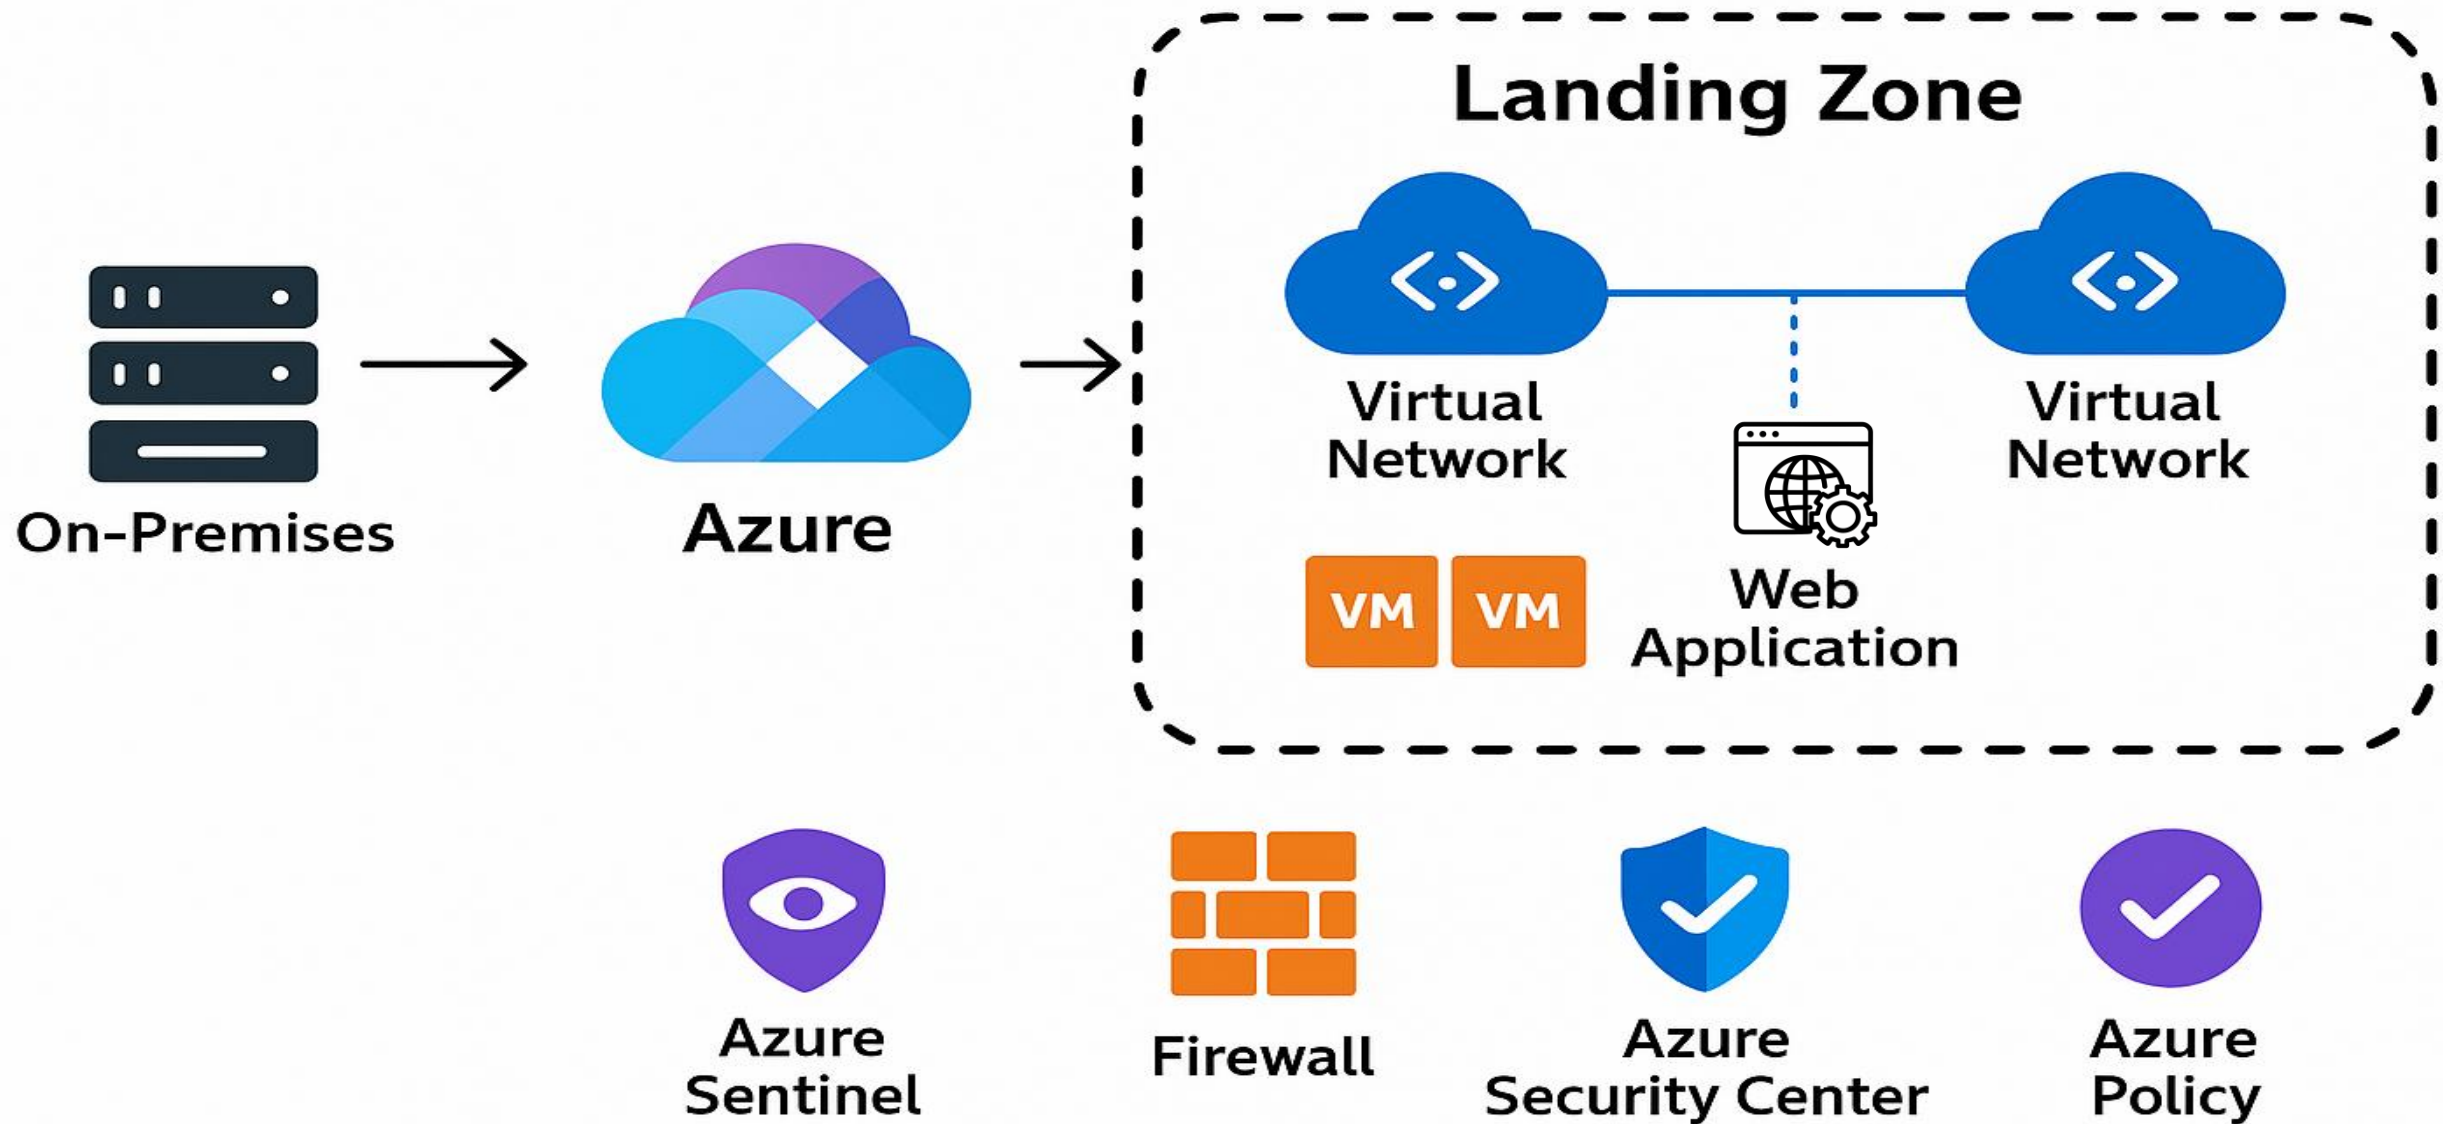 Landing Zone
On-Premises
Azure
Virtual
Network
Virtual
Network
VM
VM
Web
Application
Azure
Sentinel
Firewall
Azure
Security Center
Azure
Policy